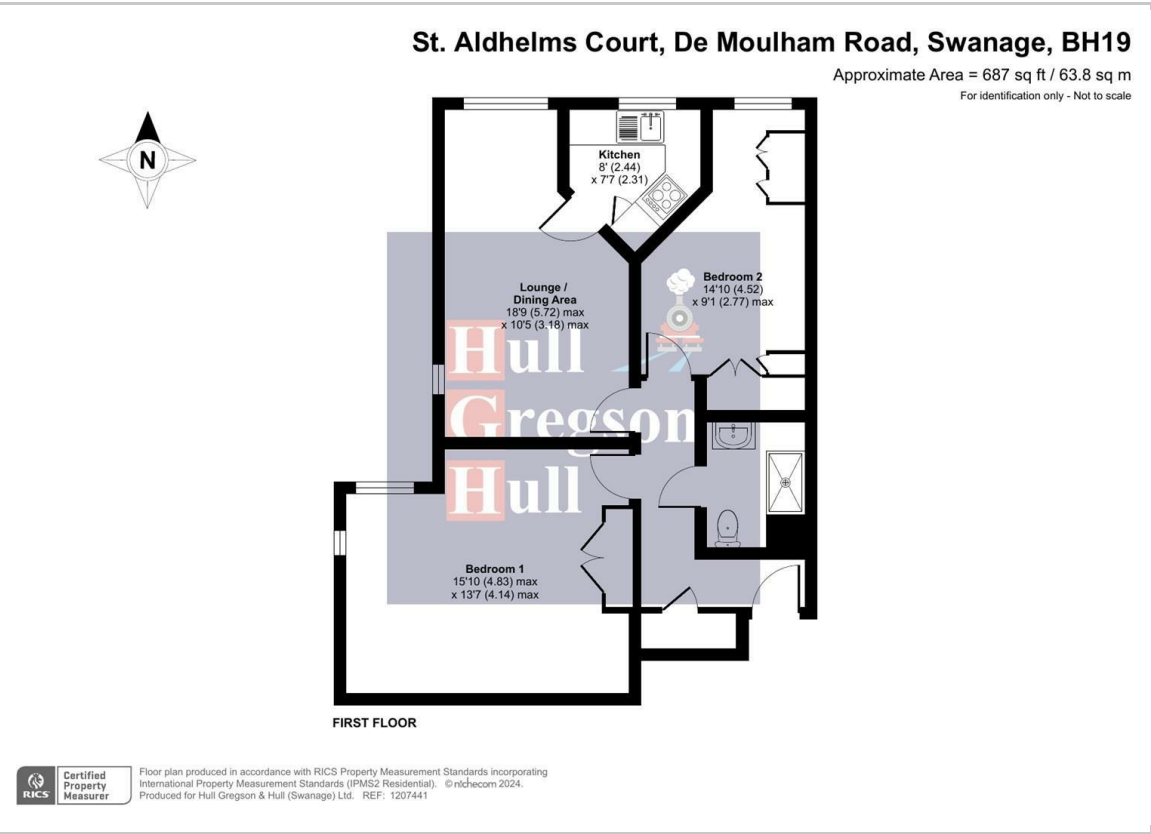 St. Aldhelms Court, De Moulham Road, Swanage, BH19
Approximate Area = 687 sq ft / 63.8 sq m
For identification only - Not to scale
N
Kitchen
8' (2.44)
x 7'7 (2.31)
Bedroom 2
14'10 (4.52)
x 9'1 (2.77) max
Lounge /
Dining Area
18'9 (5.72) max
x 10'5 (3.18) max
Hull
Gregson
Hull
Bedroom 1
15'10 (4.83) max
x 13'7 (4.14) max
FIRST FLOOR
RICS
Certified
Property
Measurer
Floor plan produced in accordance with RICS Property Measurement Standards incorporating
International Property Measurement Standards (IPMS2 Residential). © nichecom 2024.
Produced for Hull Gregson & Hull (Swanage) Ltd. REF: 1207441